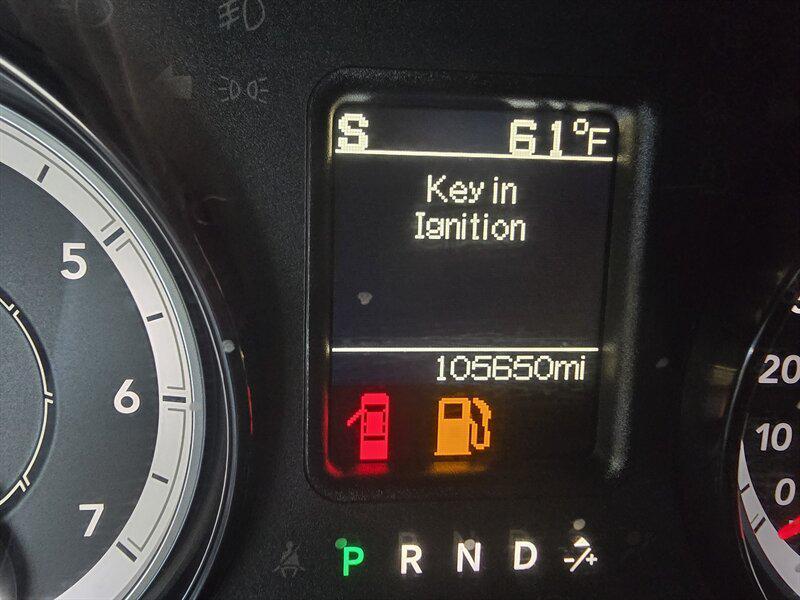 S 61°F
Key in
Ignition
105650mi
5
6
7
20
10
0
P R N D -/+